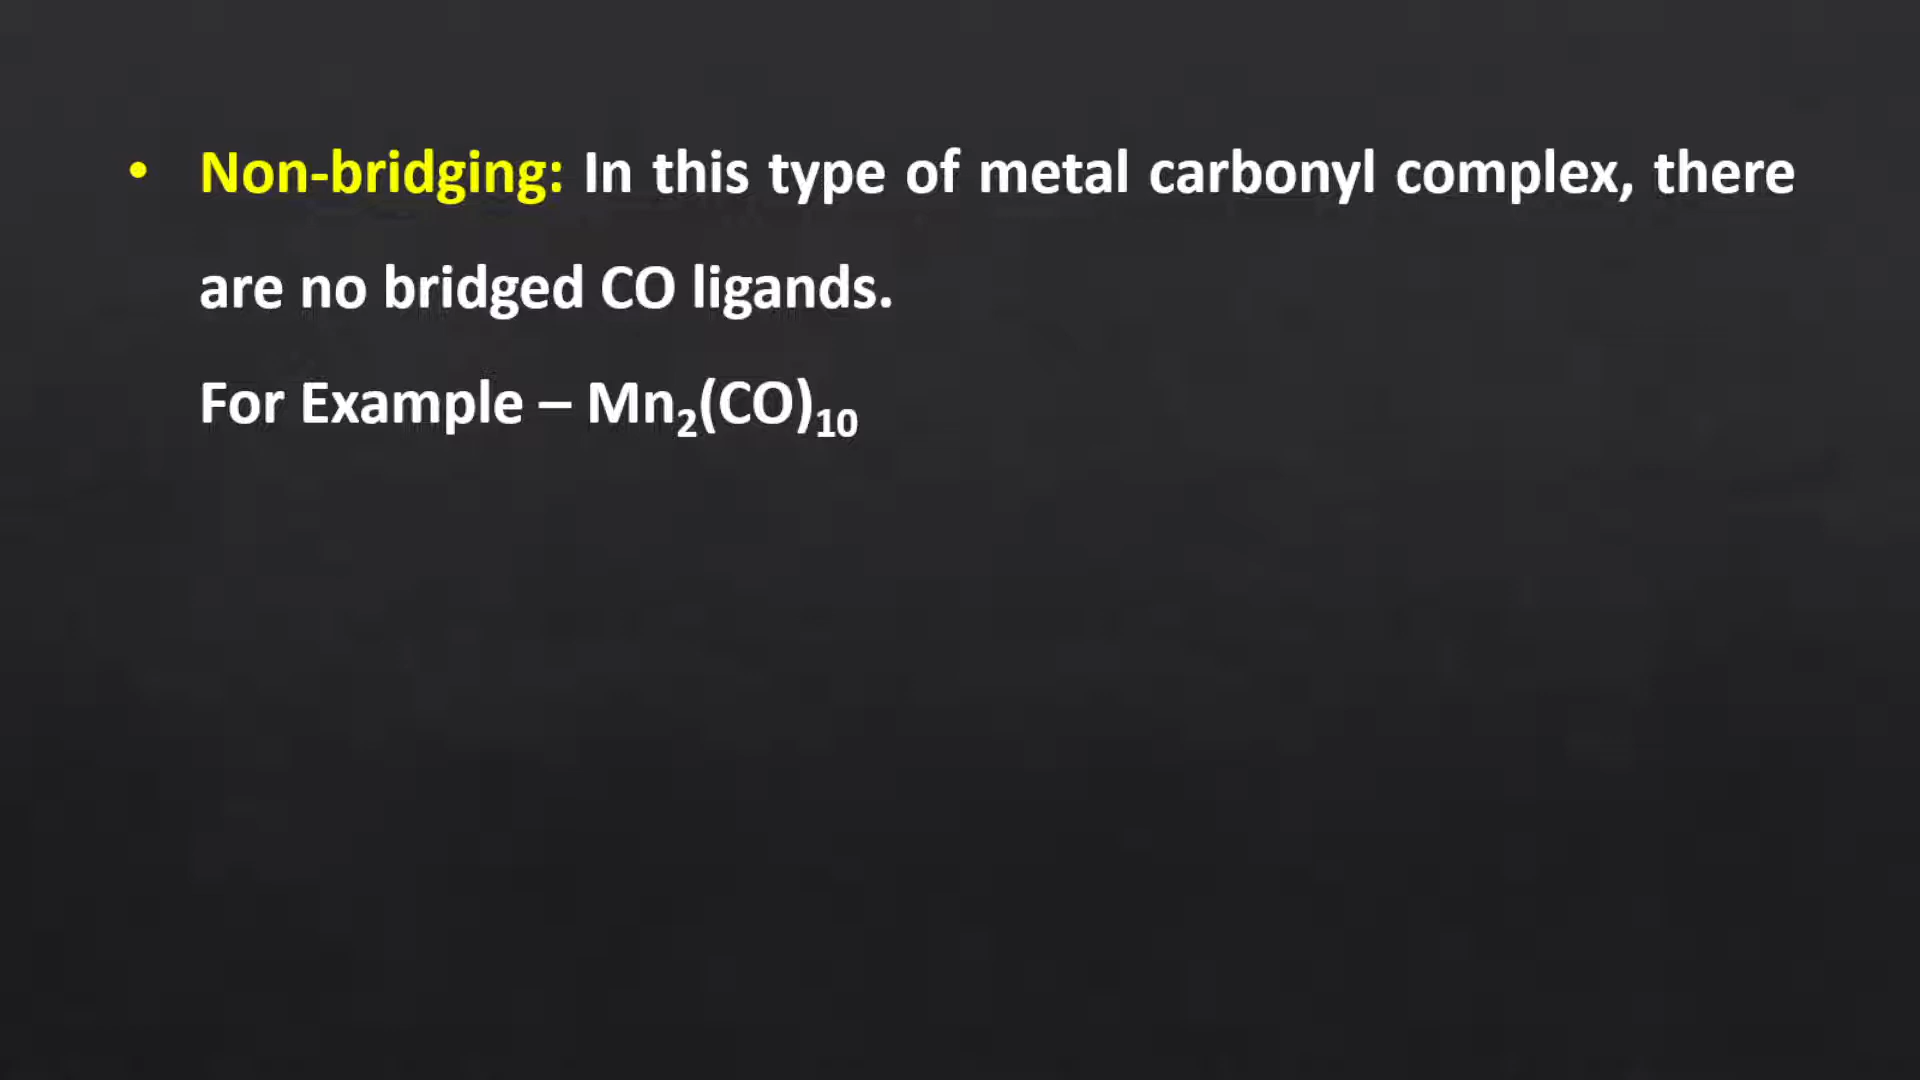 • Non-bridging: In this type of metal carbonyl complex, there
are no bridged CO ligands.
For Example – Mn₂(CO)₁₀